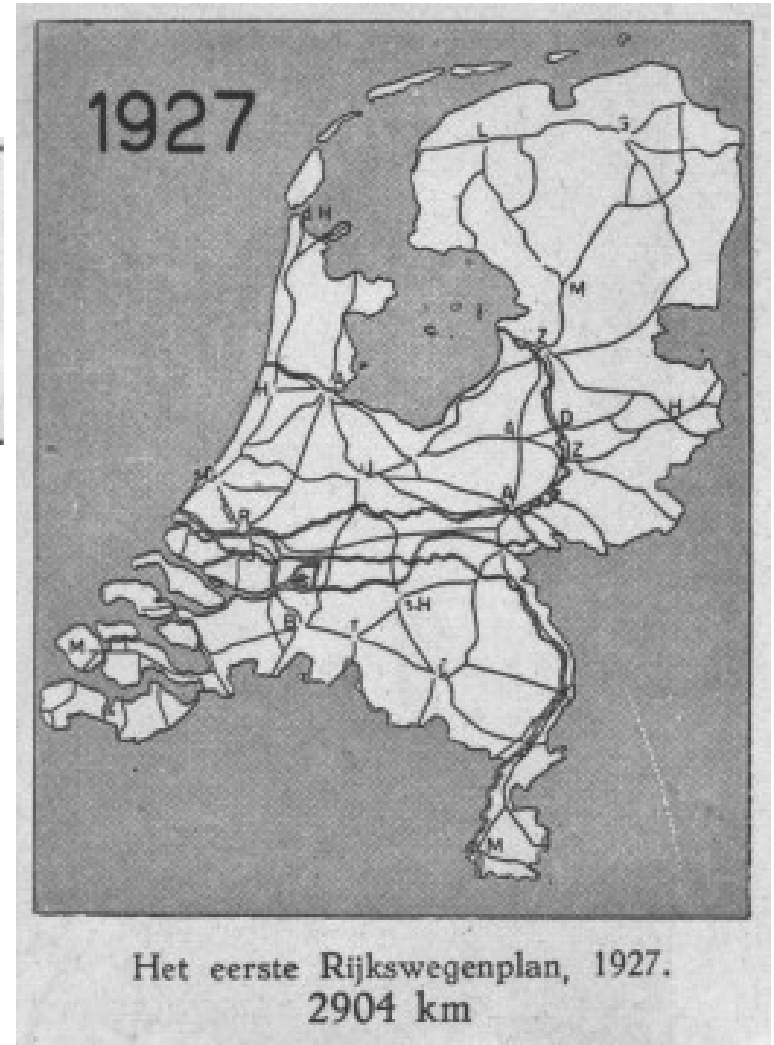 1927
L
G
d.H
M
Z
H
A
H
D
A
Z
U
A
R
s-H
B
T
E
M
M
Het eerste Rijkswegenplan, 1927.
2904 km